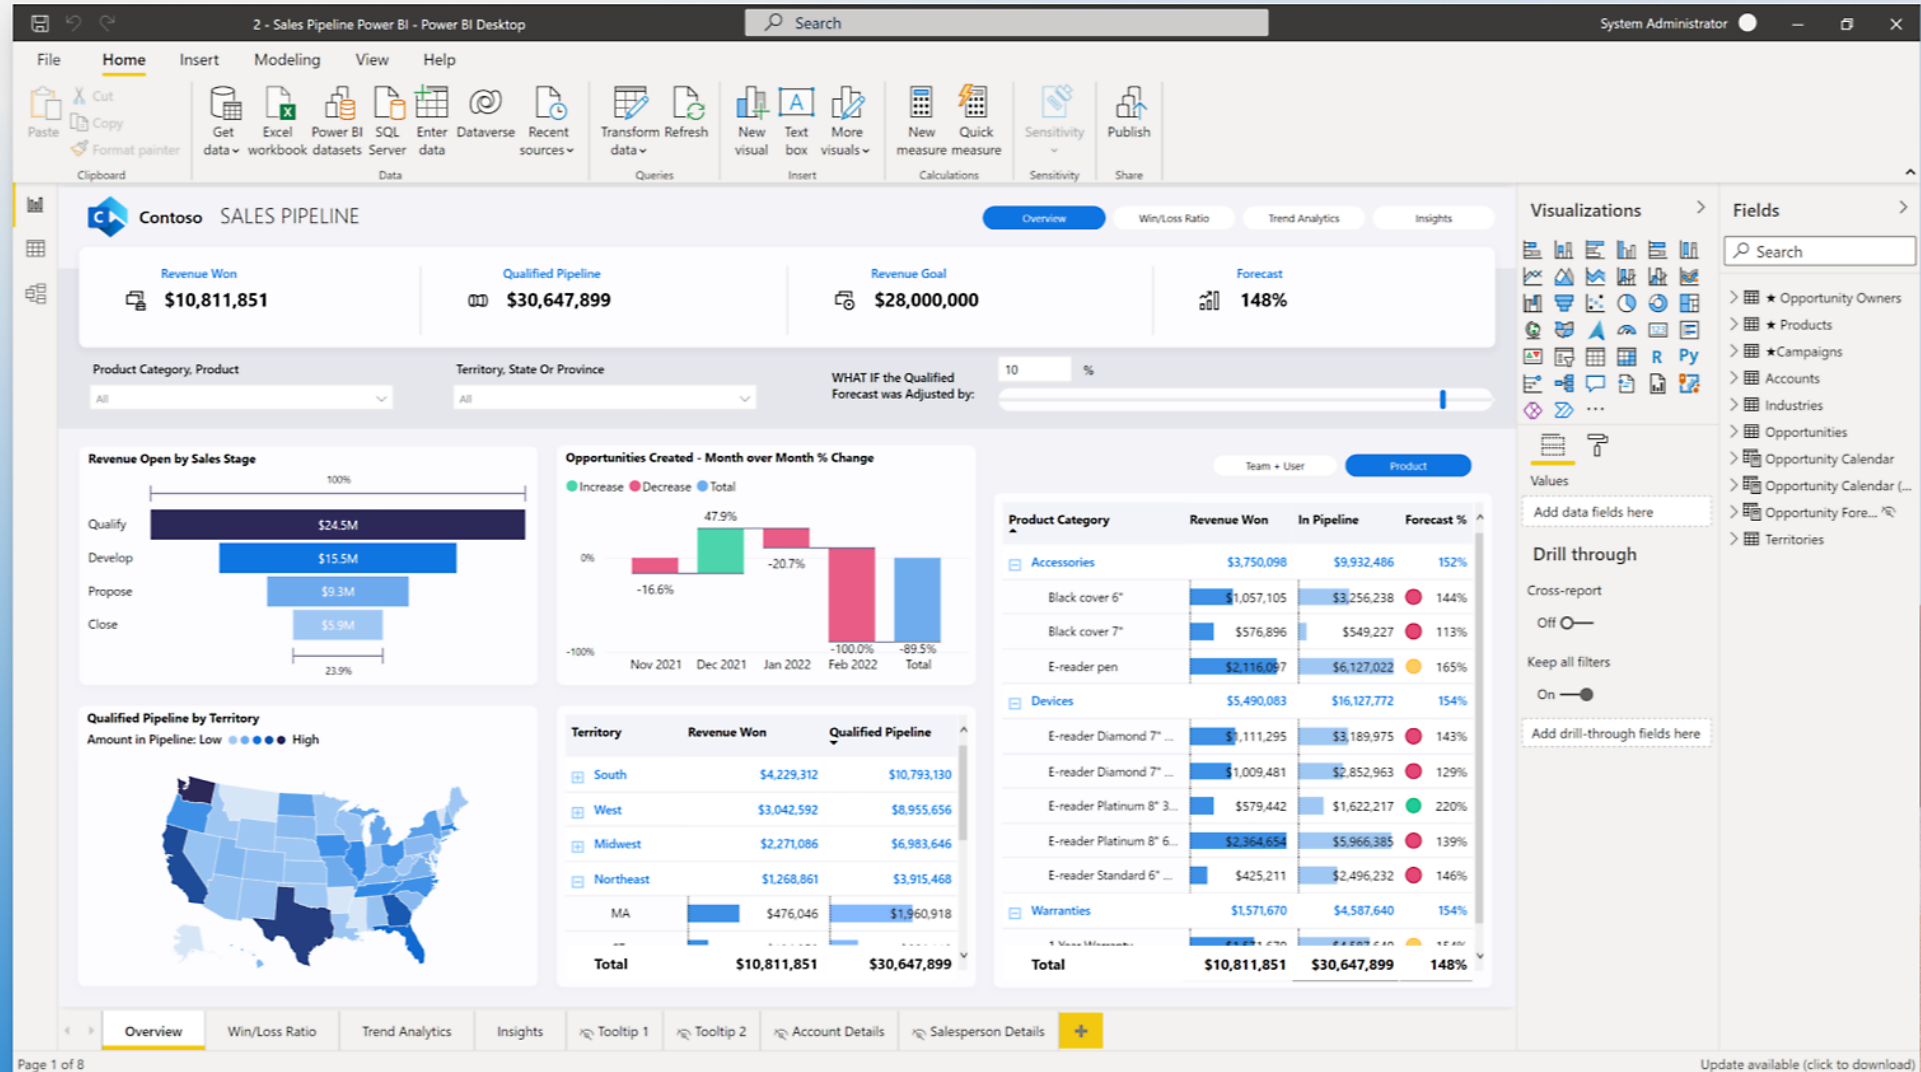 2 - Sales Pipeline Power BI - Power BI Desktop
Search
System Administrator
File Home Insert Modeling View Help
Paste
Cut
Copy
Format painter
Clipboard
Get data
Excel workbook
Power BI datasets
SQL Server
Enter data
Dataverse
Recent sources
Data
Transform data
Refresh
Queries
New visual
Text box
More visuals
Insert
New measure
Quick measure
Calculations
Sensitivity
Sensitivity
Publish
Share
Contoso SALES PIPELINE
Overview Win/Loss Ratio Trend Analytics Insights
Revenue Won
$10,811,851
Qualified Pipeline
$30,647,899
Revenue Goal
$28,000,000
Forecast
148%
Product Category, Product
All
Territory, State Or Province
All
WHAT IF the Qualified
Forecast was Adjusted by:
10 %
Revenue Open by Sales Stage
100%
Qualify $24.5M
Develop $15.5M
Propose $9.3M
Close $5.9M
23.9%
Opportunities Created - Month over Month % Change
Increase Decrease Total
0%
-100%
-16.6%
47.9%
-20.7%
-100.0%
-89.5%
Nov 2021 Dec 2021 Jan 2022 Feb 2022 Total
Team + User Product
Product Category Revenue Won In Pipeline Forecast %
Accessories $3,750,098 $9,932,486 152%
Black cover 6" $1,057,105 $3,256,238 144%
Black cover 7" $576,896 $549,227 113%
E-reader pen $2,116,097 $6,127,022 165%
Devices $5,490,083 $16,127,772 154%
E-reader Diamond 7" ... $1,111,295 $3,189,975 143%
E-reader Diamond 7" ... $1,009,481 $2,852,963 129%
E-reader Platinum 8" 3... $579,442 $1,622,217 220%
E-reader Platinum 8" 6... $2,364,654 $5,966,385 139%
E-reader Standard 6" ... $425,211 $2,496,232 146%
Warranties $1,571,670 $4,587,640 154%
1 Year Warranty $1,571,670 $4,587,640 154%
Total $10,811,851 $30,647,899 148%
Qualified Pipeline by Territory
Amount in Pipeline: Low High
Territory Revenue Won Qualified Pipeline
South $4,229,312 $10,793,130
West $3,042,592 $8,955,656
Midwest $2,271,086 $6,983,646
Northeast $1,268,861 $3,915,468
MA $476,046 $1,960,918
Total $10,811,851 $30,647,899
Visualizations
R Py
123
Values
Add data fields here
Drill through
Cross-report
Off
Keep all filters
On
Add drill-through fields here
Fields
Search
★ Opportunity Owners
★ Products
★Campaigns
Accounts
Industries
Opportunities
Opportunity Calendar
Opportunity Calendar (...
Opportunity Fore...
Territories
Overview Win/Loss Ratio Trend Analytics Insights Tooltip 1 Tooltip 2 Account Details Salesperson Details +
Page 1 of 8
Update available (click to download)